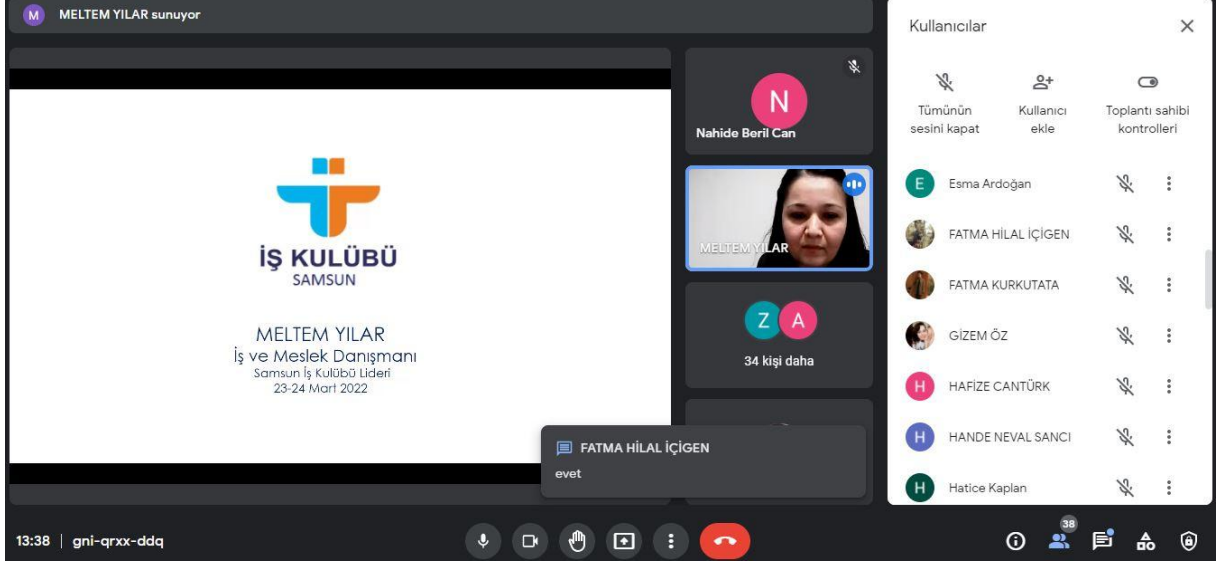 M MELTEM YILAR sunuyor
İŞ KULÜBÜ
SAMSUN
MELTEM YILAR
İş ve Meslek Danışmanı
Samsun İş Kulübü Lideri
23-24 Mart 2022
N
Nahide Beril Can
MELTEM YILAR
Z A
34 kişi daha
FATMA HİLAL İÇİGEN
evet
Kullanıcılar
Tümünün
sesini kapat
Kullanıcı
ekle
Toplantı sahibi
kontrolleri
E Esma Ardoğan
FATMA HİLAL İÇİGEN
FATMA KURKUTATA
GİZEM ÖZ
H HAFİZE CANTÜRK
H HANDE NEVAL SANCI
H Hatice Kaplan
13:38 | gni-qrxx-ddq
38